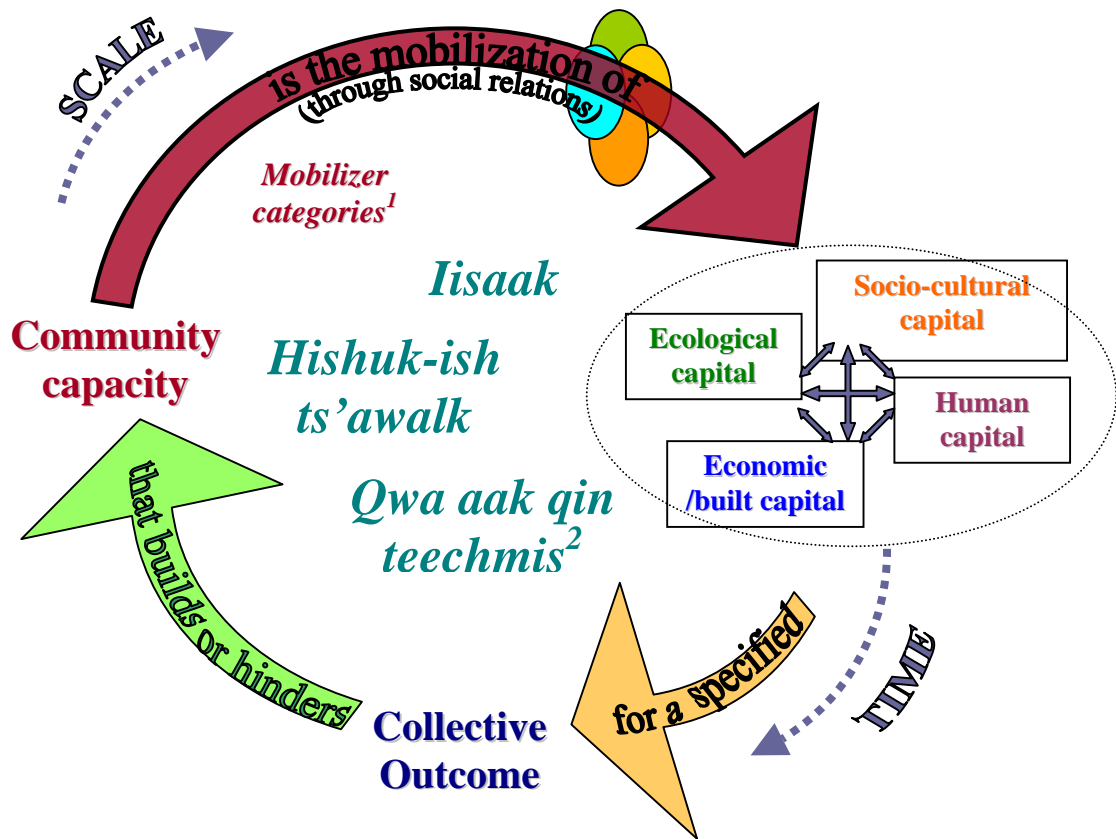 SCALE
is the mobilization of
(through social relations)
Mobilizer
categories¹
Iisaak
Hishuk-ish
ts’awalk
Qwa aak qin
teechmis²
Community
capacity
Socio-cultural
capital
Ecological
capital
Human
capital
Economic
/built capital
TIME
for a specified
Collective
Outcome
that builds or hinders